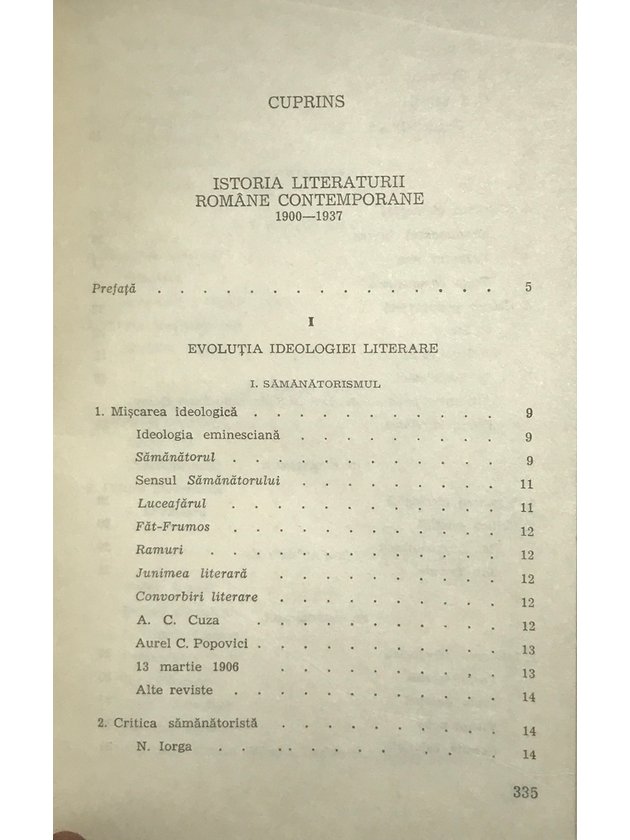 CUPRINS
ISTORIA LITERATURII
ROMÂNE CONTEMPORANE
1900—1937
Prefață . . . . . . . . . . . . . . . 5
I
EVOLUȚIA IDEOLOGIEI LITERARE
I. SĂMĂNĂTORISMUL
1. Mișcarea ideologică . . . . . . . . . . . 9
Ideologia eminesciană . . . . . . . . . 9
Sămănătorul . . . . . . . . . . . . 9
Sensul Sămănătorului . . . . . . . . . 11
Luceafărul . . . . . . . . . . . . 11
Făt-Frumos . . . . . . . . . . . . 12
Ramuri . . . . . . . . . . . . . 12
Junimea literară . . . . . . . . . . 12
Convorbiri literare . . . . . . . . . . 12
A. C. Cuza . . . . . . . . . . . 12
Aurel C. Popovici . . . . . . . . . . . 13
13 martie 1906 . . . . . . . . . . 13
Alte reviste . . . . . . . . . . . . 14
2. Critica sămănătoristă . . . . . . . . . . 14
N. Iorga . . . . . . . . . . . 14
335